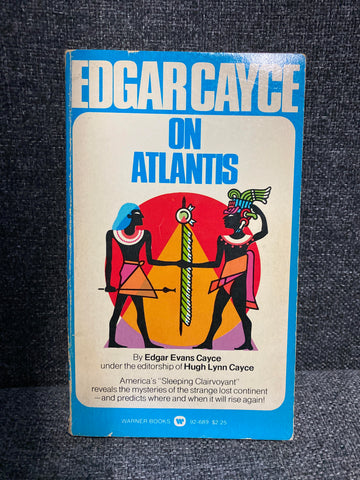 EDGAR CAYCE
ON
ATLANTIS
By Edgar Evans Cayce
under the editorship of Hugh Lynn Cayce
America's "Sleeping Clairvoyant"
reveals the mysteries of the strange lost continent
—and predicts where and when it will rise again!
WARNER BOOKS W 92-689 $2.25